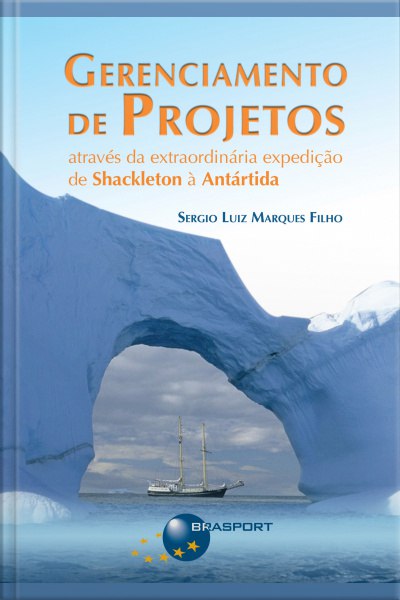 GERENCIAMENTO
DE PROJETOS
através da extraordinária expedição
de Shackleton à Antártida
SERGIO LUIZ MARQUES FILHO
BRASPORT